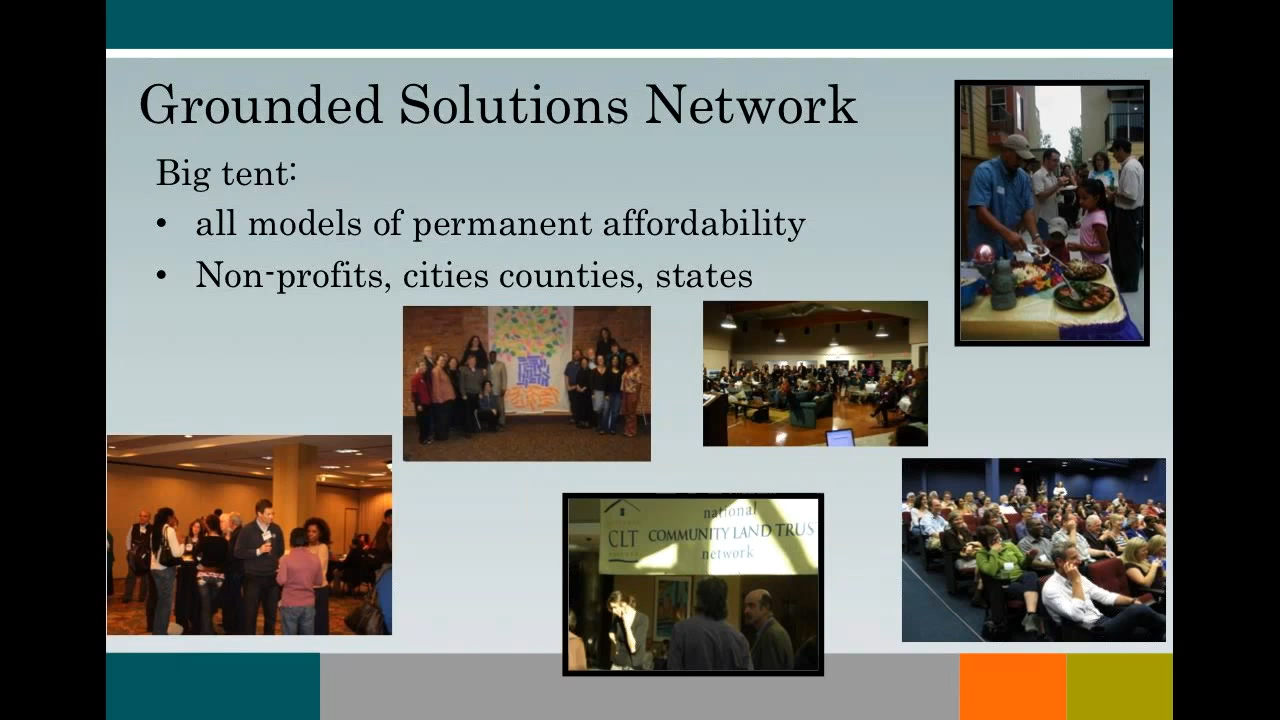 Grounded Solutions Network
Big tent:
• all models of permanent affordability
• Non-profits, cities counties, states
national
CLT COMMUNITY LAND TRUS
network